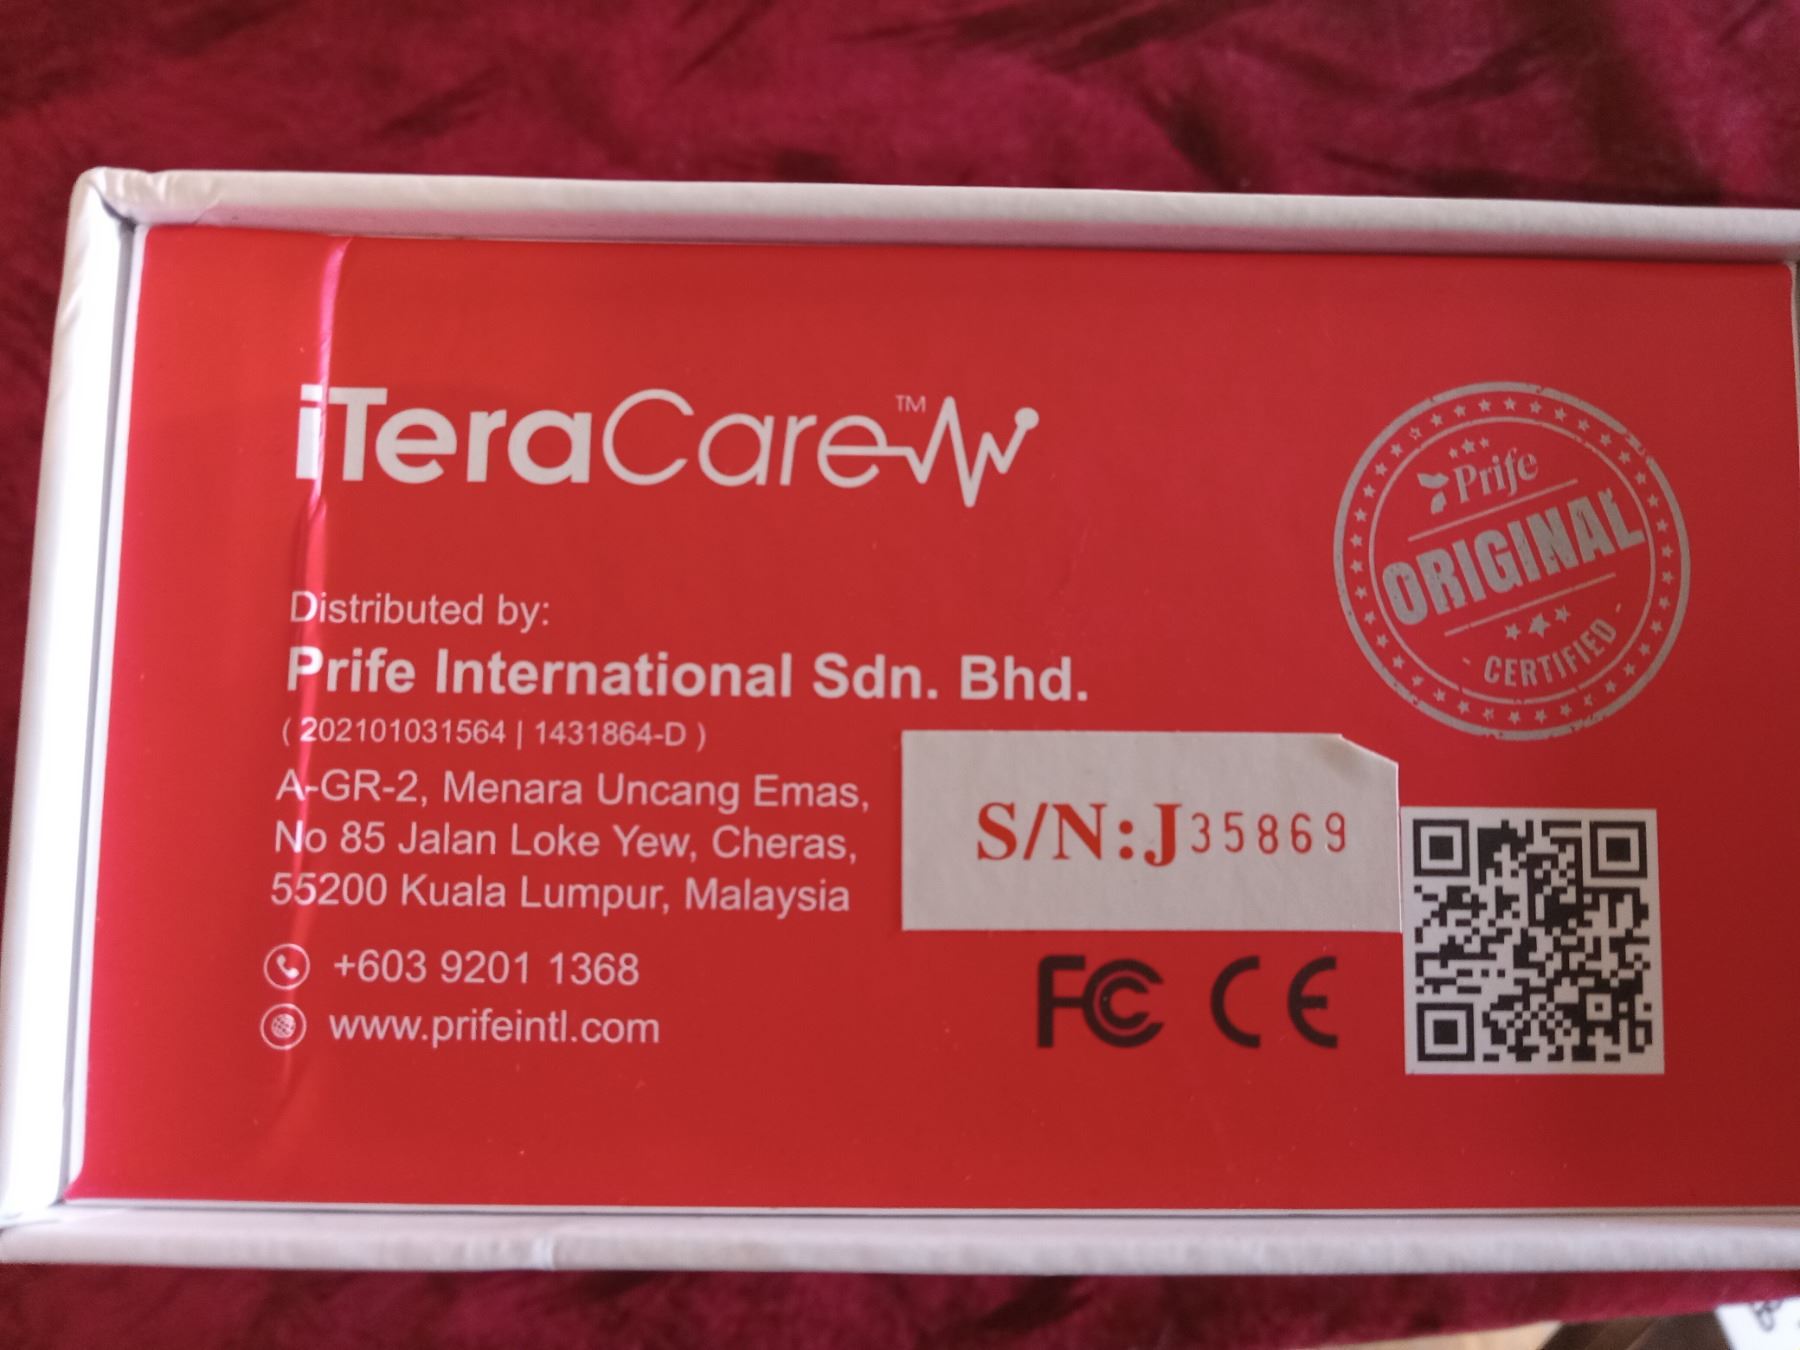 iTeraCare™
Prife
ORIGINAL
CERTIFIED
Distributed by:
Prife International Sdn. Bhd.
( 202101031564 | 1431864-D )
A-GR-2, Menara Uncang Emas,
No 85 Jalan Loke Yew, Cheras,
55200 Kuala Lumpur, Malaysia
S/N:J35869
+603 9201 1368
www.prifeintl.com
FC CE